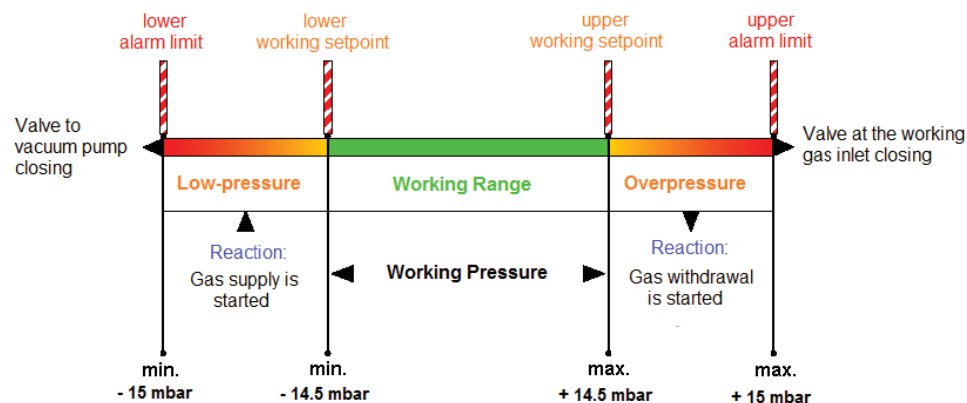 lower
alarm limit
lower
working setpoint
upper
working setpoint
upper
alarm limit
Valve to
vacuum pump
closing
Valve at the working
gas inlet closing
Low-pressure
Working Range
Overpressure
Reaction:
Gas supply is
started
Working Pressure
Reaction:
Gas withdrawal
is started
min.
- 15 mbar
min.
- 14.5 mbar
max.
+ 14.5 mbar
max.
+ 15 mbar